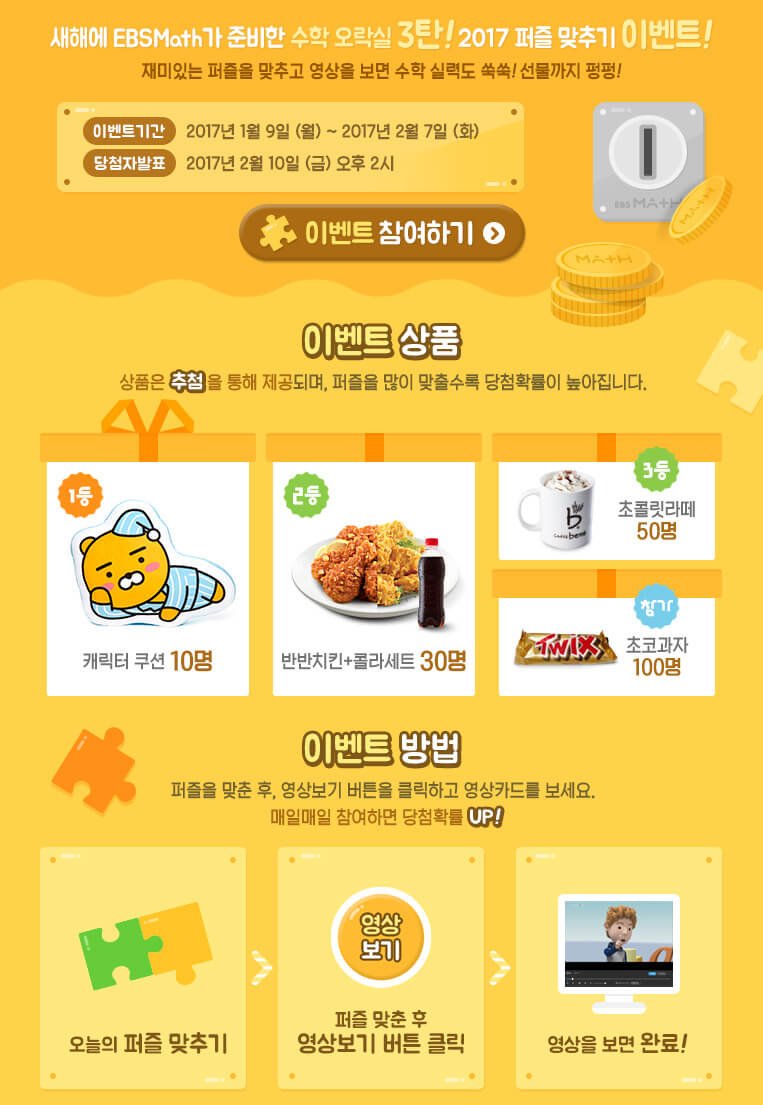 새해에 EBSMath가 준비한 수학 오락실 3탄! 2017 퍼즐 맞추기 이벤트!
재미있는 퍼즐을 맞추고 영상을 보면 수학 실력도 쑥쑥! 선물까지 펑펑!
이벤트기간 2017년 1월 9일 (월) ~ 2017년 2월 7일 (화)
당첨자발표 2017년 2월 10일 (금) 오후 2시
EBS MATH
MATH
이벤트 참여하기
MATH
이벤트 상품
상품은 추첨을 통해 제공되며, 퍼즐을 많이 맞출수록 당첨확률이 높아집니다.
1등
캐릭터 쿠션 10명
2등
반반치킨+콜라세트 30명
3등
caffé bene
초콜릿라떼
50명
참가
TWIX
초코과자
100명
이벤트 방법
퍼즐을 맞춘 후, 영상보기 버튼을 클릭하고 영상카드를 보세요.
매일매일 참여하면 당첨확률 UP!
오늘의 퍼즐 맞추기
영상
보기
퍼즐 맞춘 후
영상보기 버튼 클릭
영상을 보면 완료!